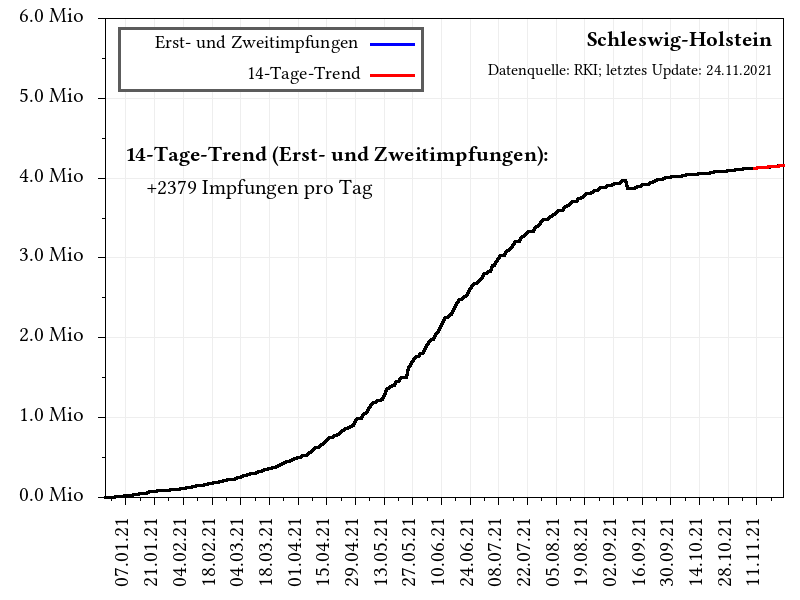 6.0 Mio
5.0 Mio
4.0 Mio
3.0 Mio
2.0 Mio
1.0 Mio
0.0 Mio
Erst- und Zweitimpfungen
14-Tage-Trend
Schleswig-Holstein
Datenquelle: RKI; letztes Update: 24.11.2021
14-Tage-Trend (Erst- und Zweitimpfungen):
+2379 Impfungen pro Tag
07.01.21
21.01.21
04.02.21
18.02.21
04.03.21
18.03.21
01.04.21
15.04.21
29.04.21
13.05.21
27.05.21
10.06.21
24.06.21
08.07.21
22.07.21
05.08.21
19.08.21
02.09.21
16.09.21
30.09.21
14.10.21
28.10.21
11.11.21